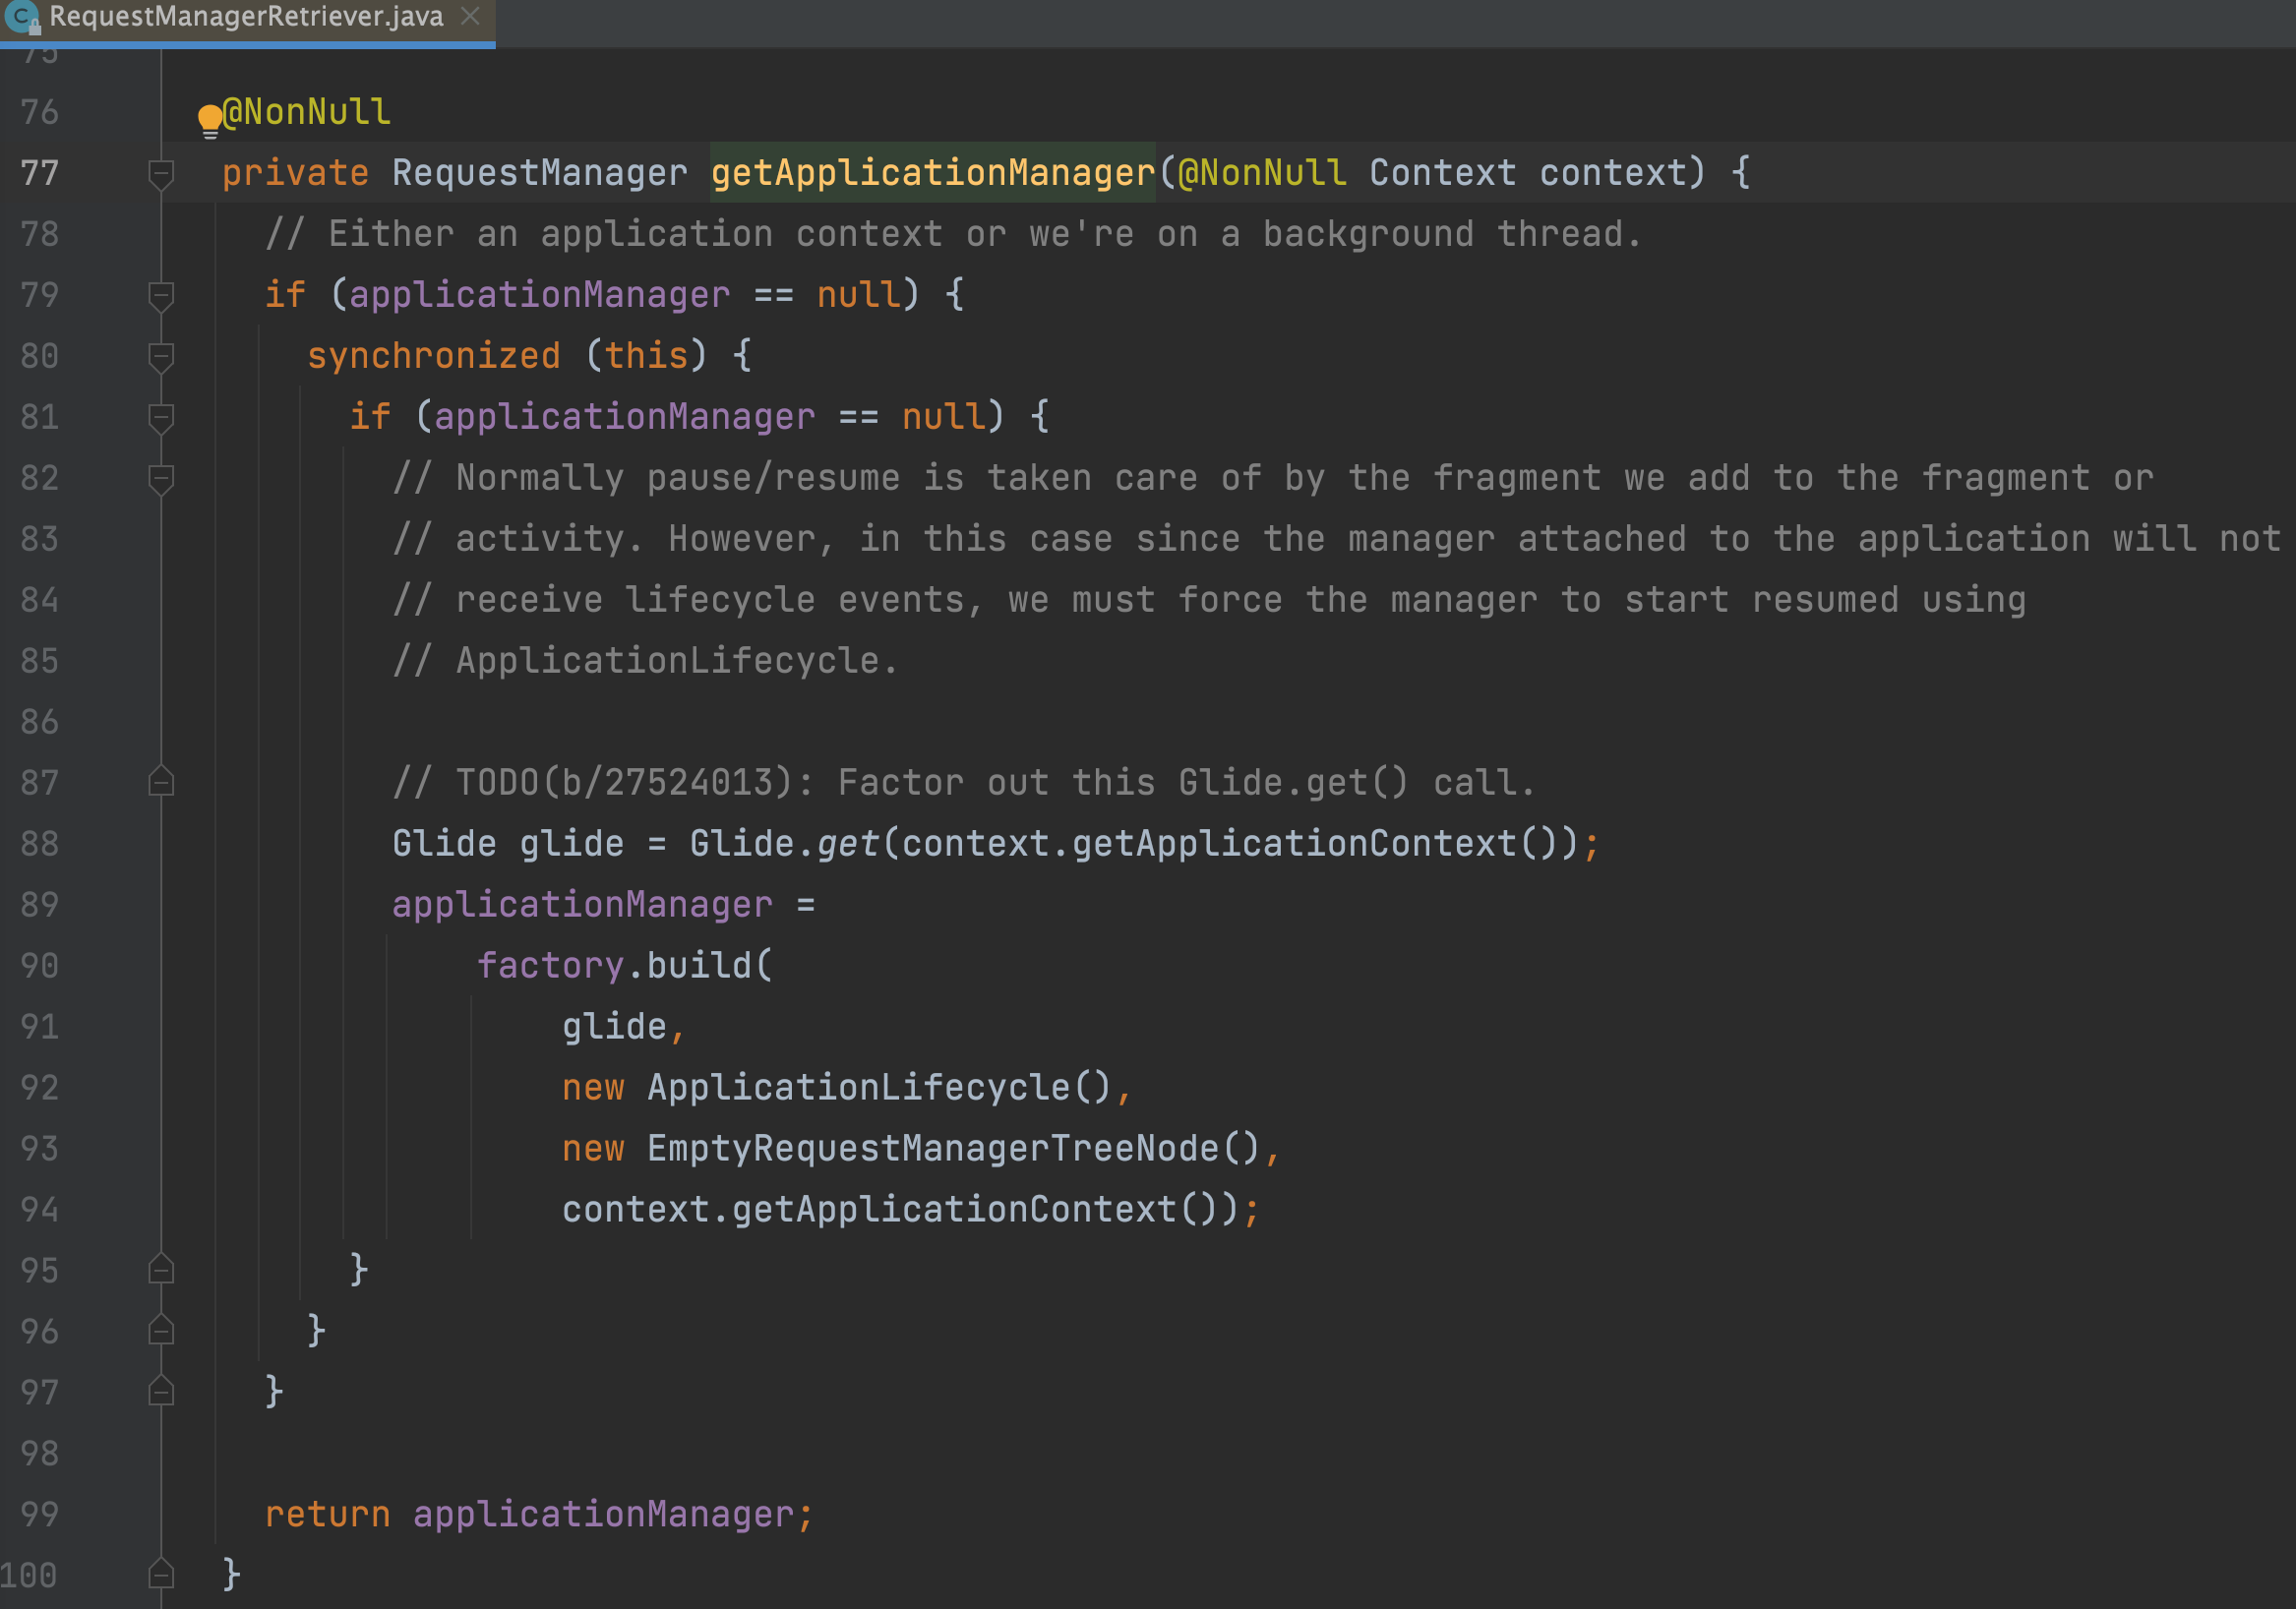 RequestManagerRetriever.java
75
76 @NonNull
77 private RequestManager getApplicationManager(@NonNull Context context) {
78 // Either an application context or we're on a background thread.
79 if (applicationManager == null) {
80 synchronized (this) {
81 if (applicationManager == null) {
82 // Normally pause/resume is taken care of by the fragment we add to the fragment or
83 // activity. However, in this case since the manager attached to the application will not
84 // receive lifecycle events, we must force the manager to start resumed using
85 // ApplicationLifecycle.
86
87 // TODO(b/27524013): Factor out this Glide.get() call.
88 Glide glide = Glide.get(context.getApplicationContext());
89 applicationManager =
90 factory.build(
91 glide,
92 new ApplicationLifecycle(),
93 new EmptyRequestManagerTreeNode(),
94 context.getApplicationContext());
95 }
96 }
97 }
98
99 return applicationManager;
100 }